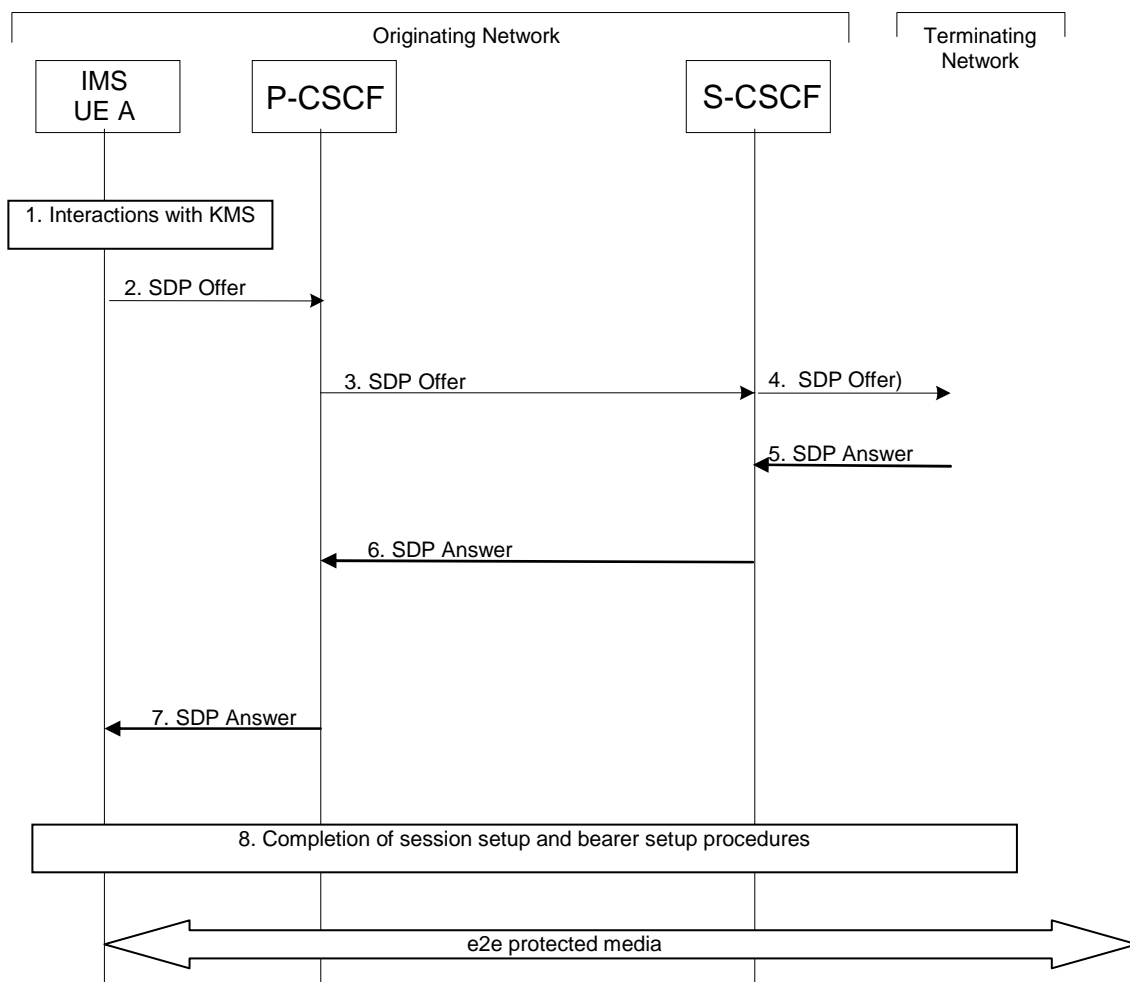 Originating Network
Terminating
Network
IMS
UE A
P-CSCF
S-CSCF
1. Interactions with KMS
2. SDP Offer
3. SDP Offer
4. SDP Offer)
5. SDP Answer
6. SDP Answer
7. SDP Answer
8. Completion of session setup and bearer setup procedures
e2e protected media